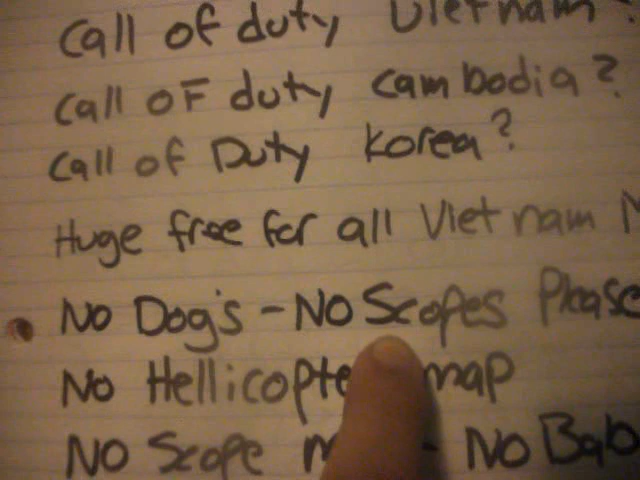 Call of duty Vietnam
Call of duty Cambodia?
Call of Duty Korea?
Huge free for all Vietnam
No Dog's - No Scopes Please
No Hellicopter map
No Scope - No